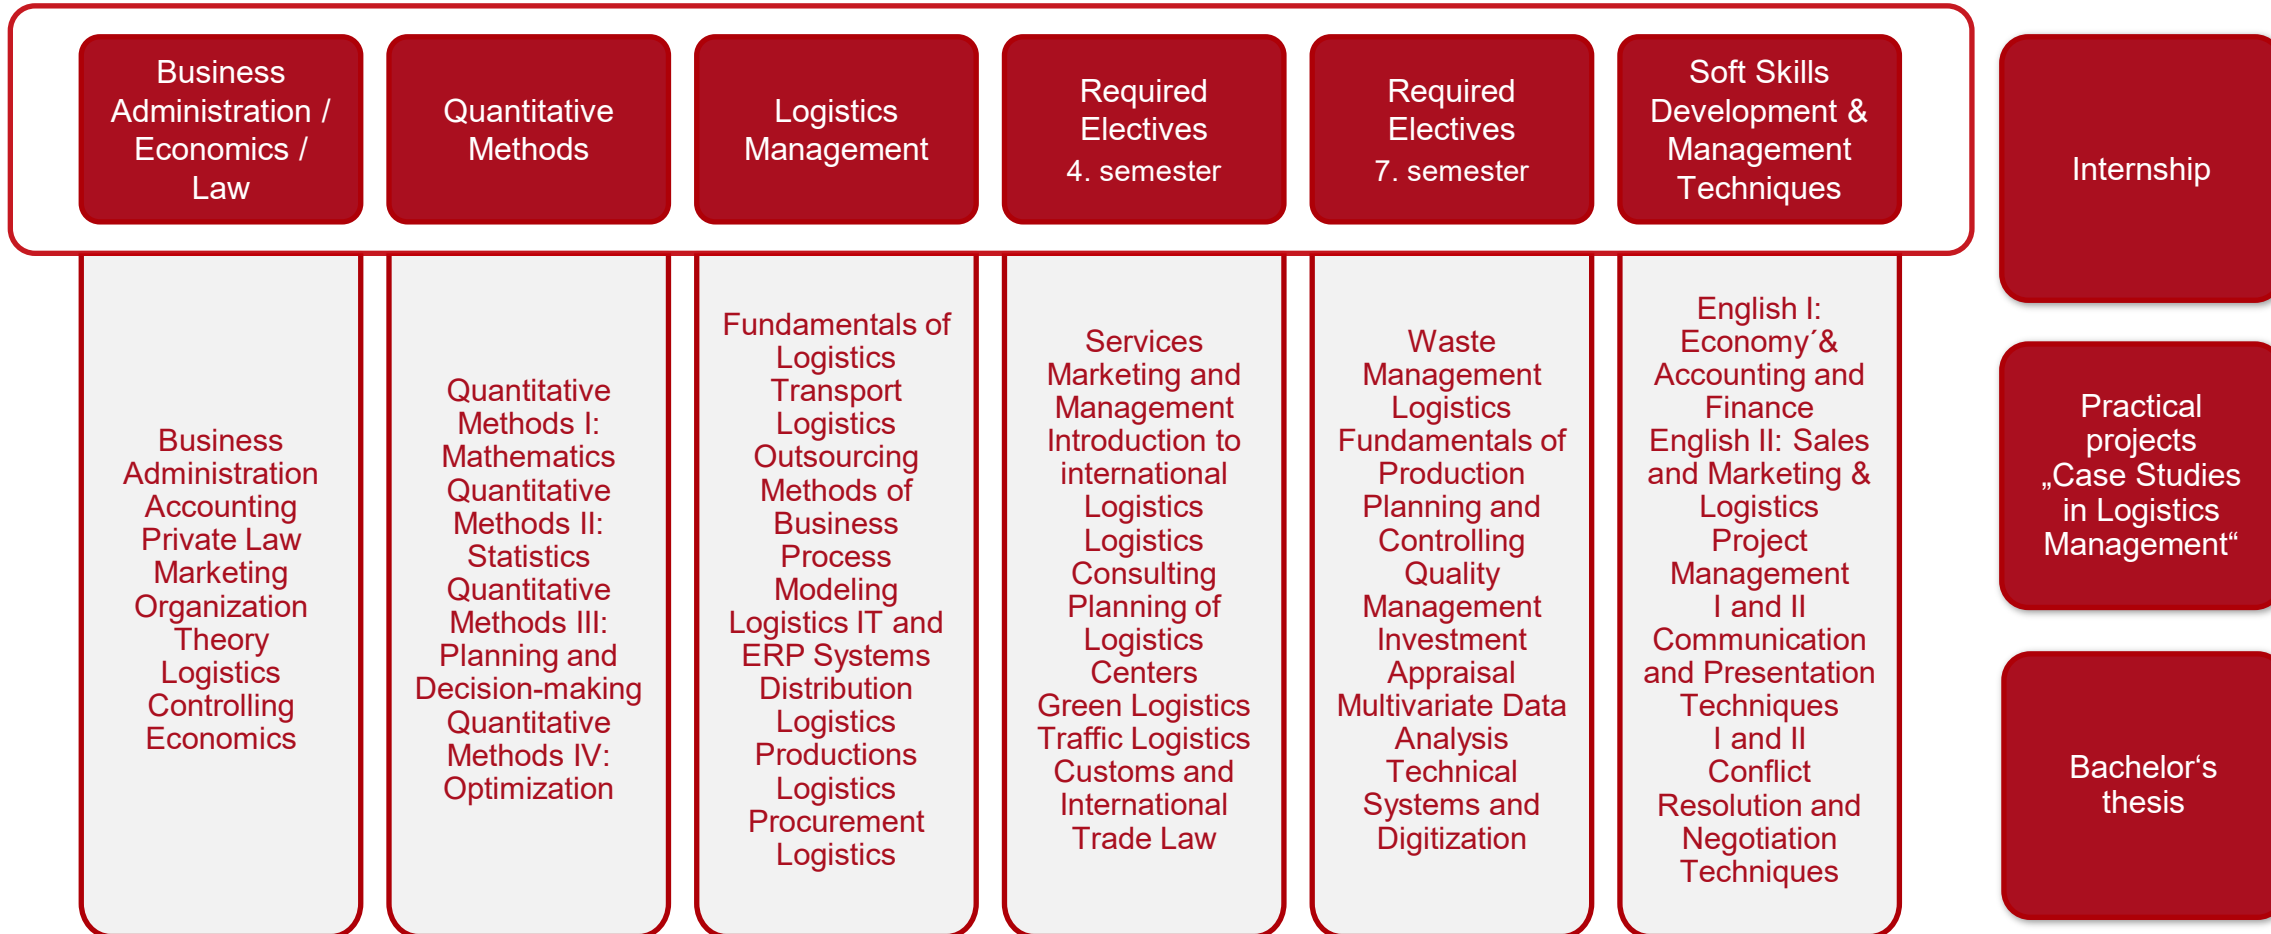 Business
Administration /
Economics /
Law
Quantitative
Methods
Logistics
Management
Required
Electives
4. semester
Required
Electives
7. semester
Soft Skills
Development &
Management
Techniques
Internship
Business
Administration
Accounting
Private Law
Marketing
Organization
Theory
Logistics
Controlling
Economics
Quantitative
Methods I:
Mathematics
Quantitative
Methods II:
Statistics
Quantitative
Methods III:
Planning and
Decision-making
Quantitative
Methods IV:
Optimization
Fundamentals of
Logistics
Transport
Logistics
Outsourcing
Methods of
Business
Process
Modeling
Logistics IT and
ERP Systems
Distribution
Logistics
Productions
Logistics
Procurement
Logistics
Services
Marketing and
Management
Introduction to
international
Logistics
Logistics
Consulting
Planning of
Logistics
Centers
Green Logistics
Traffic Logistics
Customs and
International
Trade Law
Waste
Management
Logistics
Fundamentals of
Production
Planning and
Controlling
Quality
Management
Investment
Appraisal
Multivariate Data
Analysis
Technical
Systems and
Digitization
English I:
Economy´&
Accounting and
Finance
English II: Sales
and Marketing &
Logistics
Project
Management
I and II
Communication
and Presentation
Techniques
I and II
Conflict
Resolution and
Negotiation
Techniques
Practical
projects
„Case Studies
in Logistics
Management“
Bachelor‘s
thesis